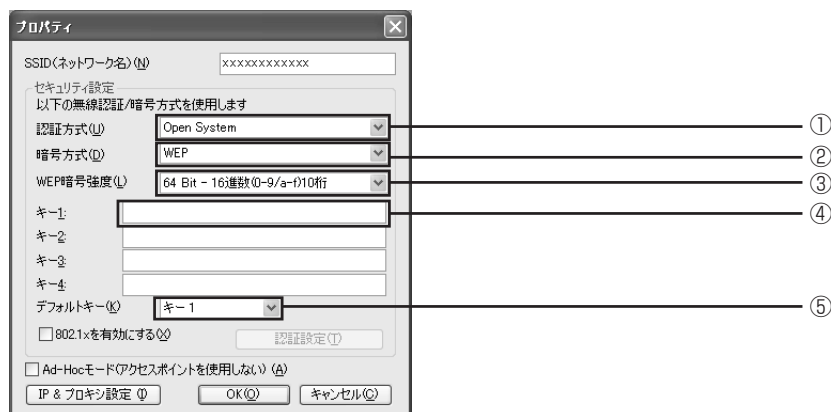 プロパティ
SSID(ネットワーク名)(N) xxxxxxxxxxxx
セキュリティ設定
以下の無線認証/暗号方式を使用します
認証方式(U) Open System ①
暗号方式(D) WEP ②
WEP暗号強度(L) 64 Bit - 16進数(0-9/a-f)10桁 ③
キー1: ④
キー2:
キー3:
キー4:
デフォルトキー(K) キー 1 ⑤
802.1xを有効にする(X) 認証設定(T)
Ad-Hocモード(アクセスポイントを使用しない) (A)
IP & プロキシ設定 (I) OK(O) キャンセル(C)